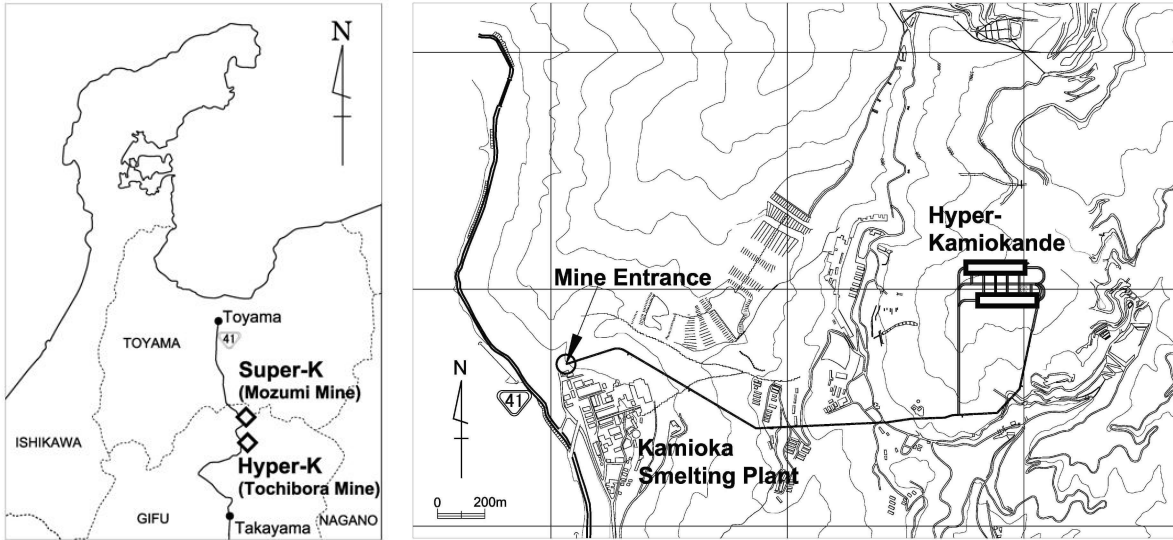 N
Toyama
TOYAMA
41
Super-K
(Mozumi Mine)
ISHIKAWA
Hyper-K
(Tochibora Mine)
GIFU
NAGANO
Takayama
Hyper-
Kamiokande
Mine Entrance
N
41
Kamioka
Smelting Plant
0
200m